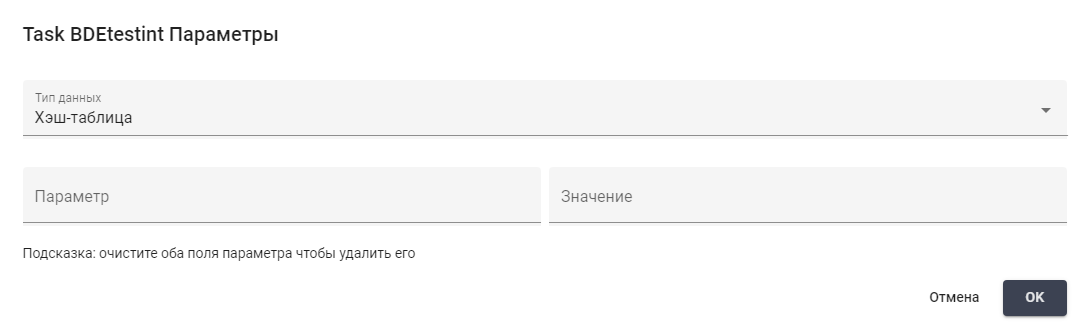 Task BDEtestint Параметры
Тип данных
Хэш-таблица
Параметр
Значение
Подсказка: очистите оба поля параметра чтобы удалить его
Отмена
OK